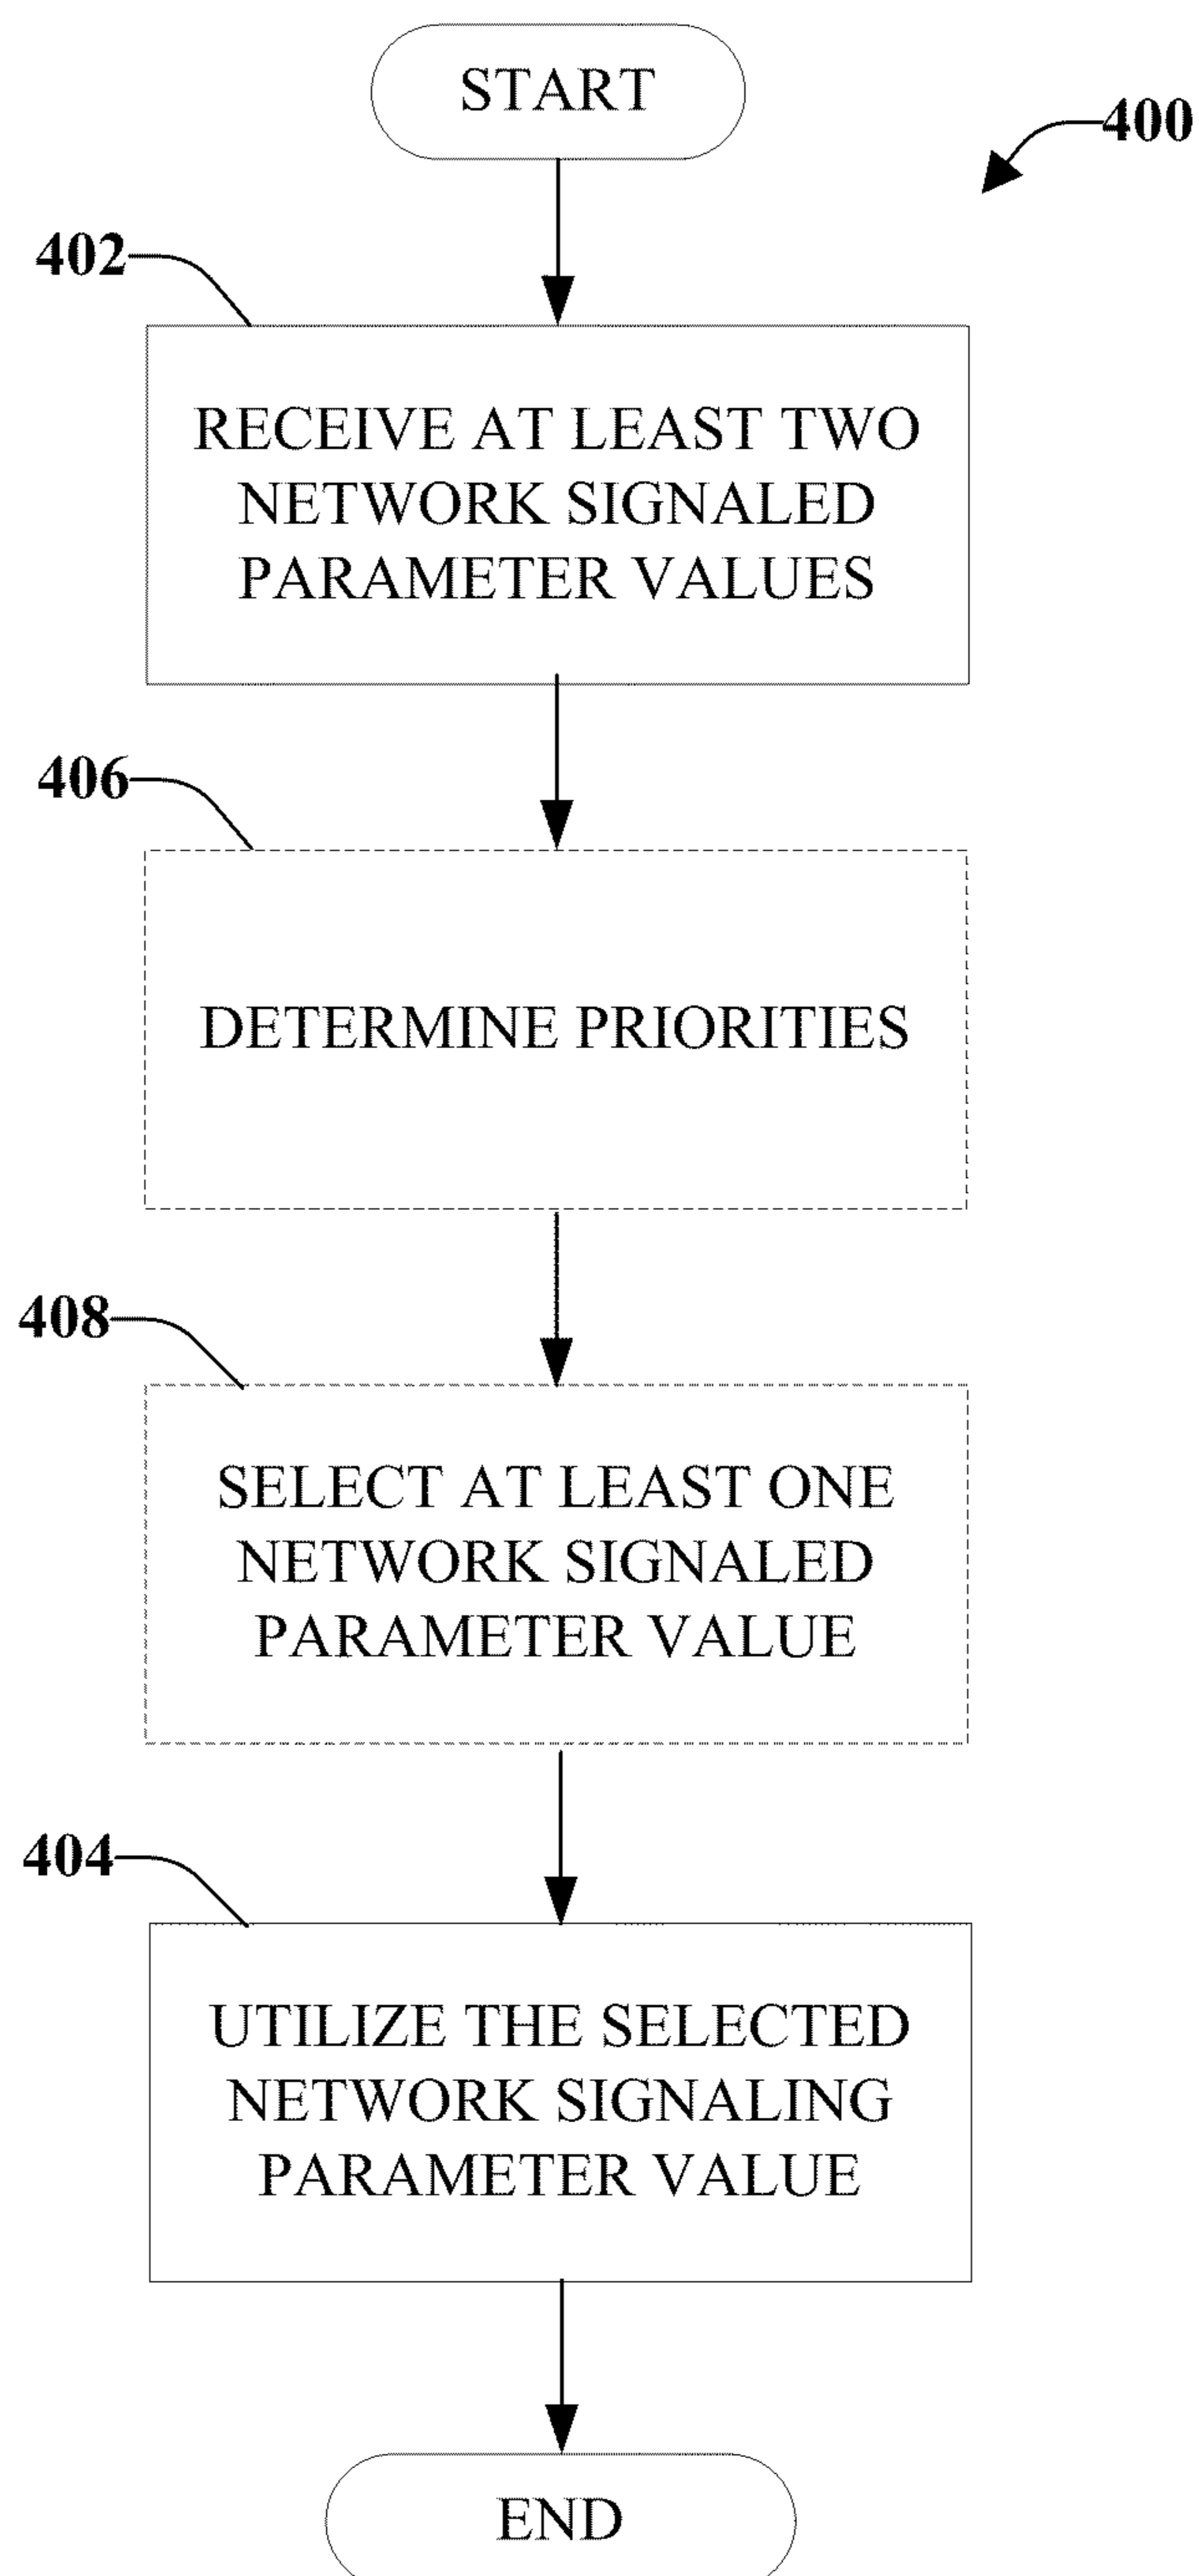 START
400
402
RECEIVE AT LEAST TWO
NETWORK SIGNALED
PARAMETER VALUES
406
DETERMINE PRIORITIES
408
SELECT AT LEAST ONE
NETWORK SIGNALED
PARAMETER VALUE
404
UTILIZE THE SELECTED
NETWORK SIGNALING
PARAMETER VALUE
END